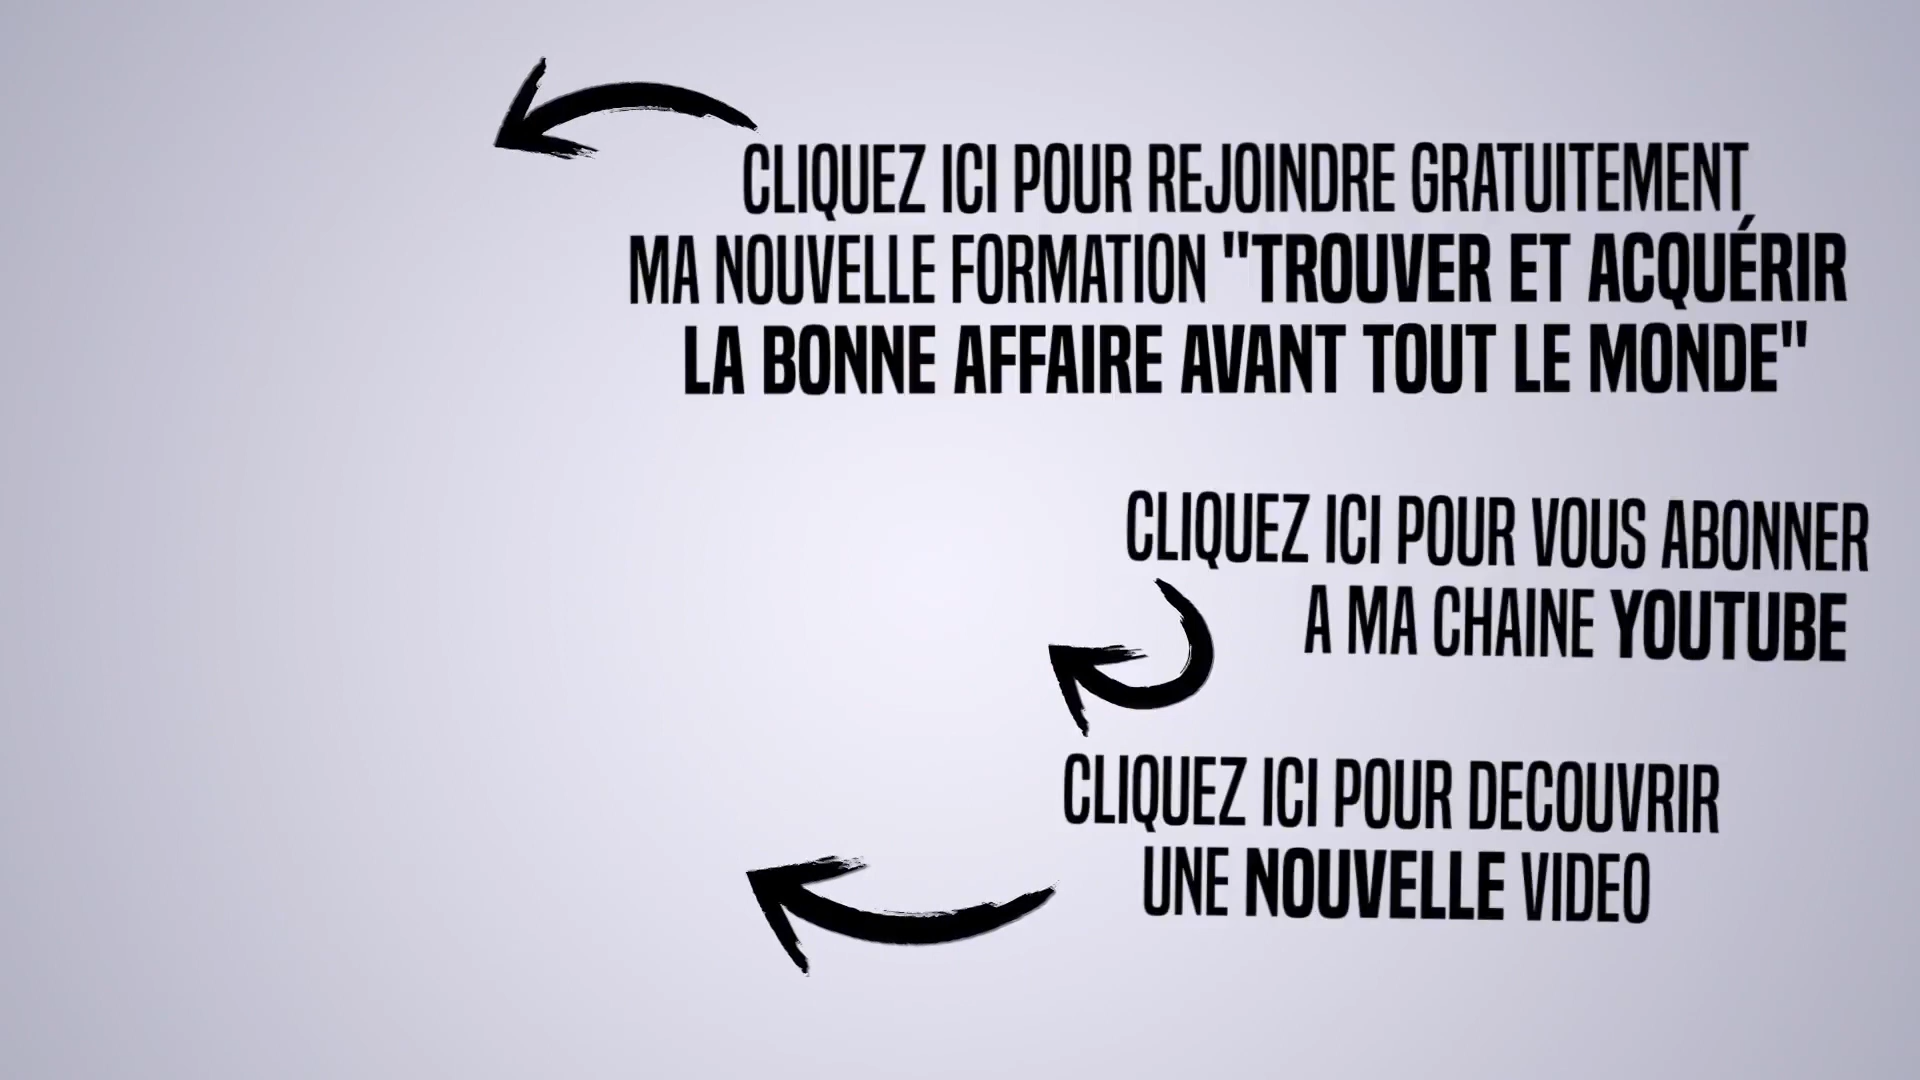 CLIQUEZ ICI POUR REJOINDRE GRATUITEMENT
MA NOUVELLE FORMATION "TROUVER ET ACQUÉRIR
LA BONNE AFFAIRE AVANT TOUT LE MONDE"
CLIQUEZ ICI POUR VOUS ABONNER
A MA CHAINE YOUTUBE
CLIQUEZ ICI POUR DECOUVRIR
UNE NOUVELLE VIDEO